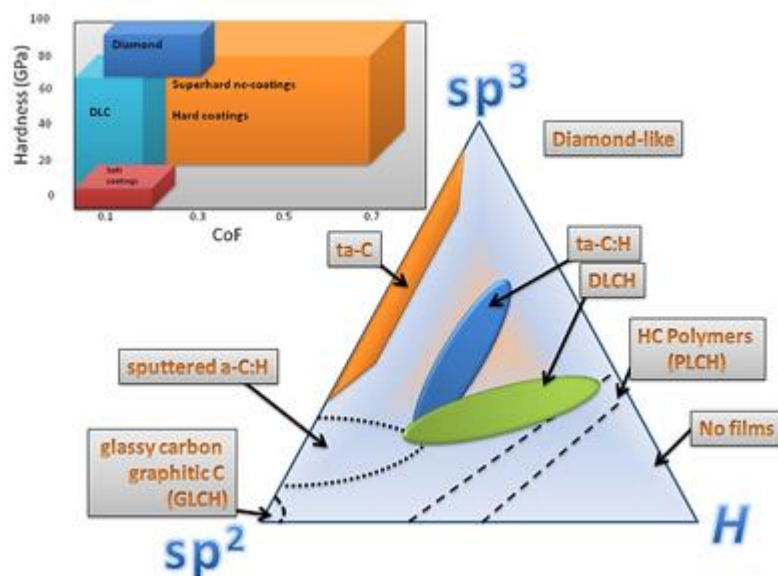 Hardness (GPa)
100
80
60
40
20
0
Diamond
Superhard nc-coatings
DLC
Hard coatings
Soft
coatings
0.1
0.3
0.5
0.7
CoF
sp3
Diamond-like
ta-C
ta-C:H
DLCH
HC Polymers
(PLCH)
sputtered a-C:H
No films
glassy carbon
graphitic C
(GLCH)
sp2
H